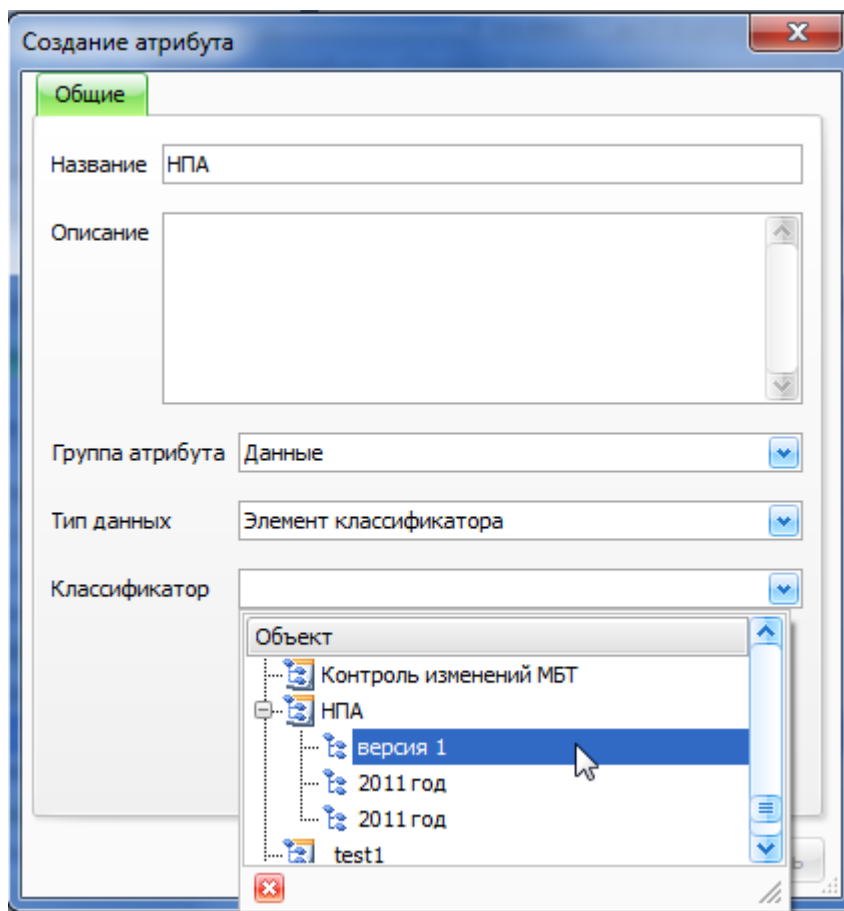 Создание атрибута
Общие
Название НПА
Описание
Группа атрибута Данные
Тип данных Элемент классификатора
Классификатор
Объект
Контроль изменений МБТ
НПА
версия 1
2011 год
2011 год
test1